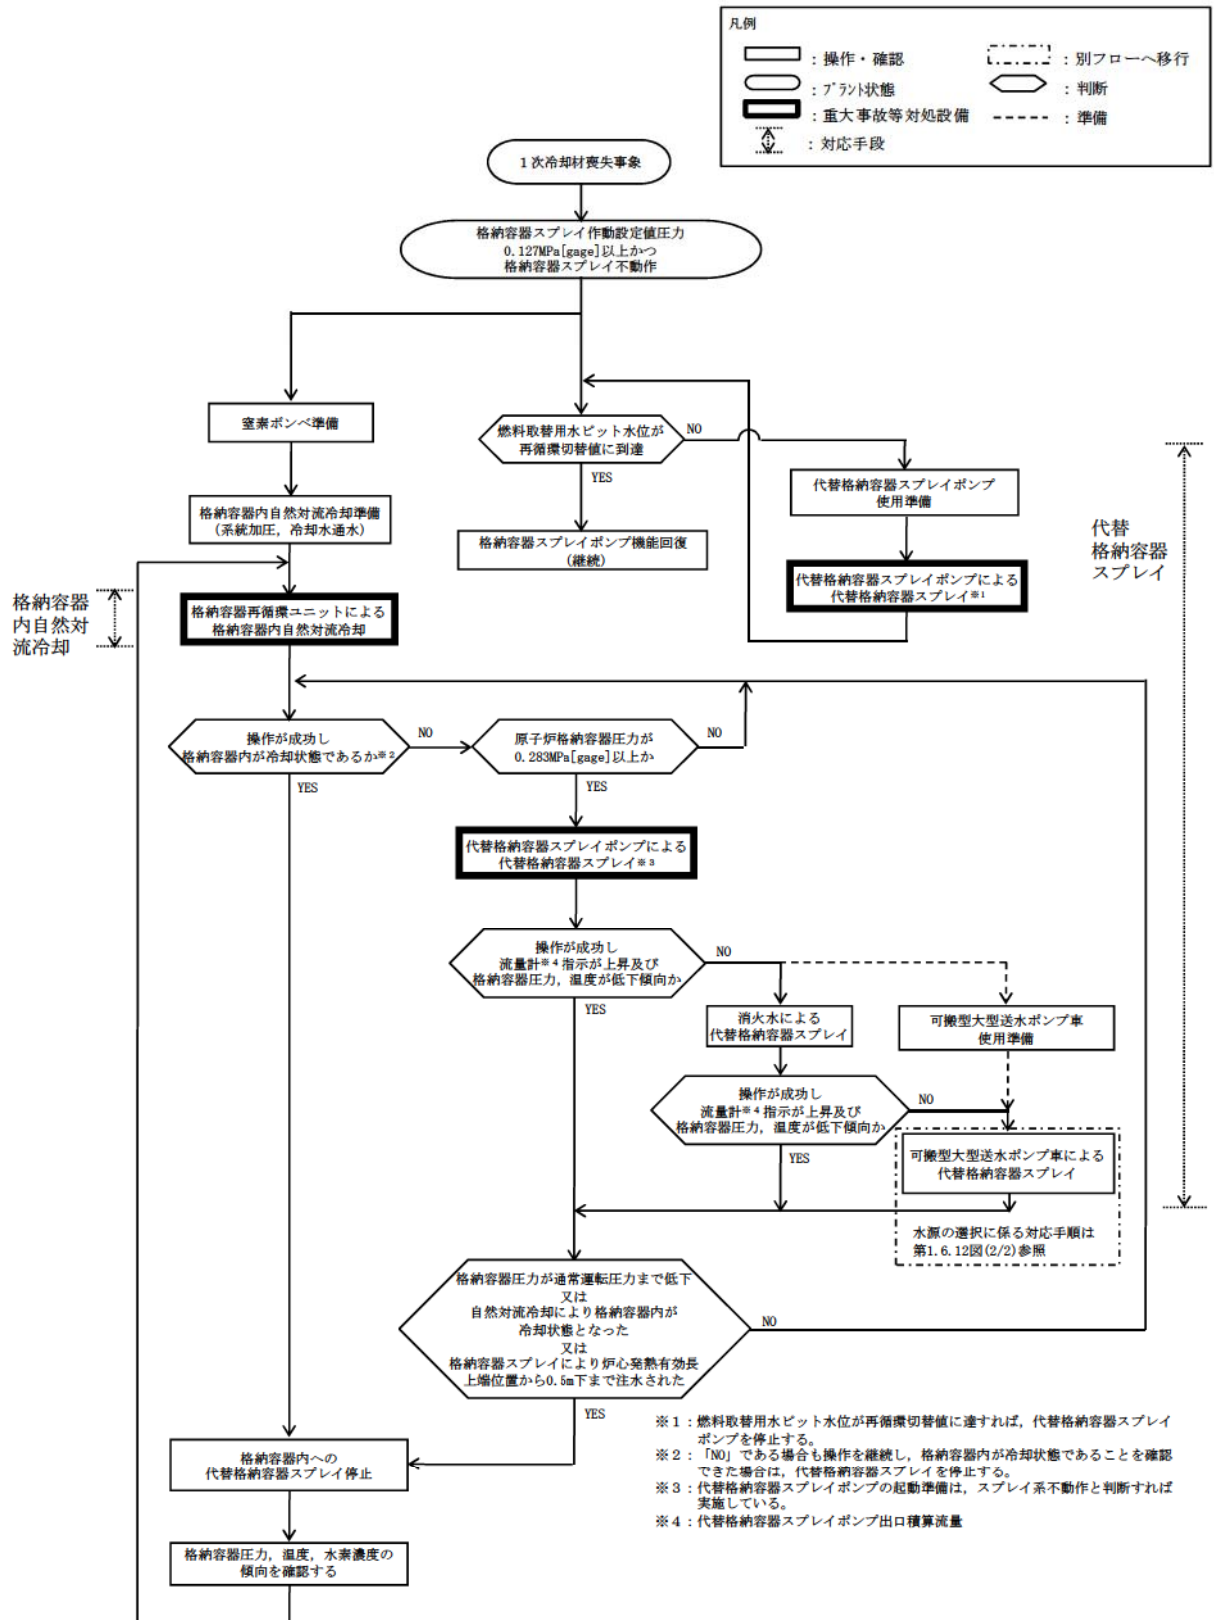 凡例
：操作・確認
：別フローへ移行
：プラント状態
：判断
：重大事故等対処設備
：準備
：対応手段
1次冷却材喪失事象
格納容器スプレイ作動設定値圧力
0.127MPa[gage]以上かつ
格納容器スプレイ不動作
窒素ボンベ準備
燃料取替用水ピット水位が
再循環切替値に到達
NO
YES
代替格納容器スプレイポンプ
使用準備
格納容器内自然対流冷却準備
(系統加圧，冷却水通水)
格納容器スプレイポンプ機能回復
(継続)
代替
格納容器
スプレイ
代替格納容器スプレイポンプによる
代替格納容器スプレイ※1
格納容器
内自然対
流冷却
格納容器再循環ユニットによる
格納容器内自然対流冷却
操作が成功し
格納容器内が冷却状態であるか※2
NO
YES
原子炉格納容器圧力が
0.283MPa[gage]以上か
NO
YES
代替格納容器スプレイポンプによる
代替格納容器スプレイ※3
操作が成功し
流量計※4指示が上昇及び
格納容器圧力，温度が低下傾向か
NO
YES
消火水による
代替格納容器スプレイ
可搬型大型送水ポンプ車
使用準備
操作が成功し
流量計※4指示が上昇及び
格納容器圧力，温度が低下傾向か
NO
YES
可搬型大型送水ポンプ車による
代替格納容器スプレイ
水源の選択に係る対応手順は
第1.6.12図(2/2)参照
格納容器圧力が通常運転圧力まで低下
又は
自然対流冷却により格納容器内が
冷却状態となった
又は
格納容器スプレイにより炉心発熱有効長
上端位置から0.5m下まで注水された
NO
YES
格納容器内への
代替格納容器スプレイ停止
格納容器圧力，温度，水素濃度の
傾向を確認する
※1：燃料取替用水ピット水位が再循環切替値に達すれば，代替格納容器スプレイ
ポンプを停止する。
※2：「NO」である場合も操作を継続し，格納容器内が冷却状態であることを確認
できた場合は，代替格納容器スプレイを停止する。
※3：代替格納容器スプレイポンプの起動準備は，スプレイ系不動作と判断すれば
実施している。
※4：代替格納容器スプレイポンプ出口積算流量